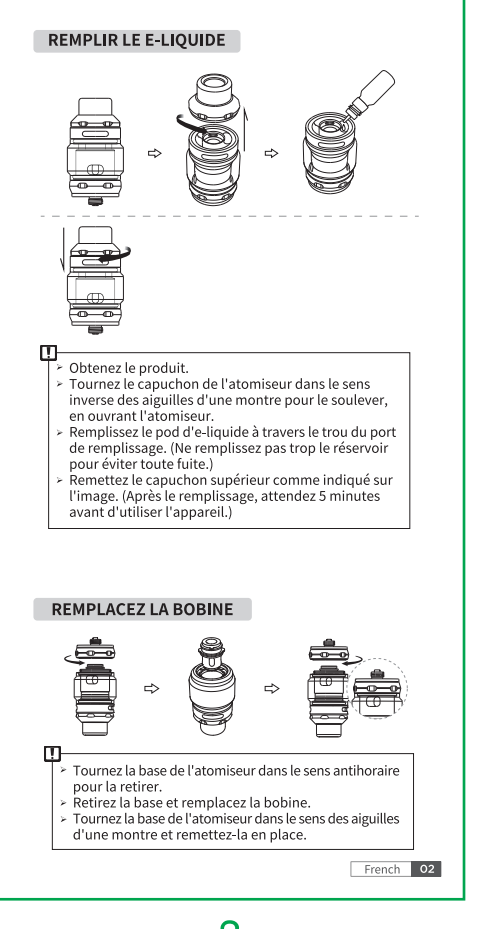 REMPLIR LE E-LIQUIDE
➢ Obtenez le produit.
➢ Tournez le capuchon de l'atomiseur dans le sens
inverse des aiguilles d'une montre pour le soulever,
en ouvrant l'atomiseur.
➢ Remplissez le pod d'e-liquide à travers le trou du port
de remplissage. (Ne remplissez pas trop le réservoir
pour éviter toute fuite.)
➢ Remettez le capuchon supérieur comme indiqué sur
l'image. (Après le remplissage, attendez 5 minutes
avant d'utiliser l'appareil.)
REMPLACEZ LA BOBINE
➢ Tournez la base de l'atomiseur dans le sens antihoraire
pour la retirer.
➢ Retirez la base et remplacez la bobine.
➢ Tournez la base de l'atomiseur dans le sens des aiguilles
d'une montre et remettez-la en place.
French 02